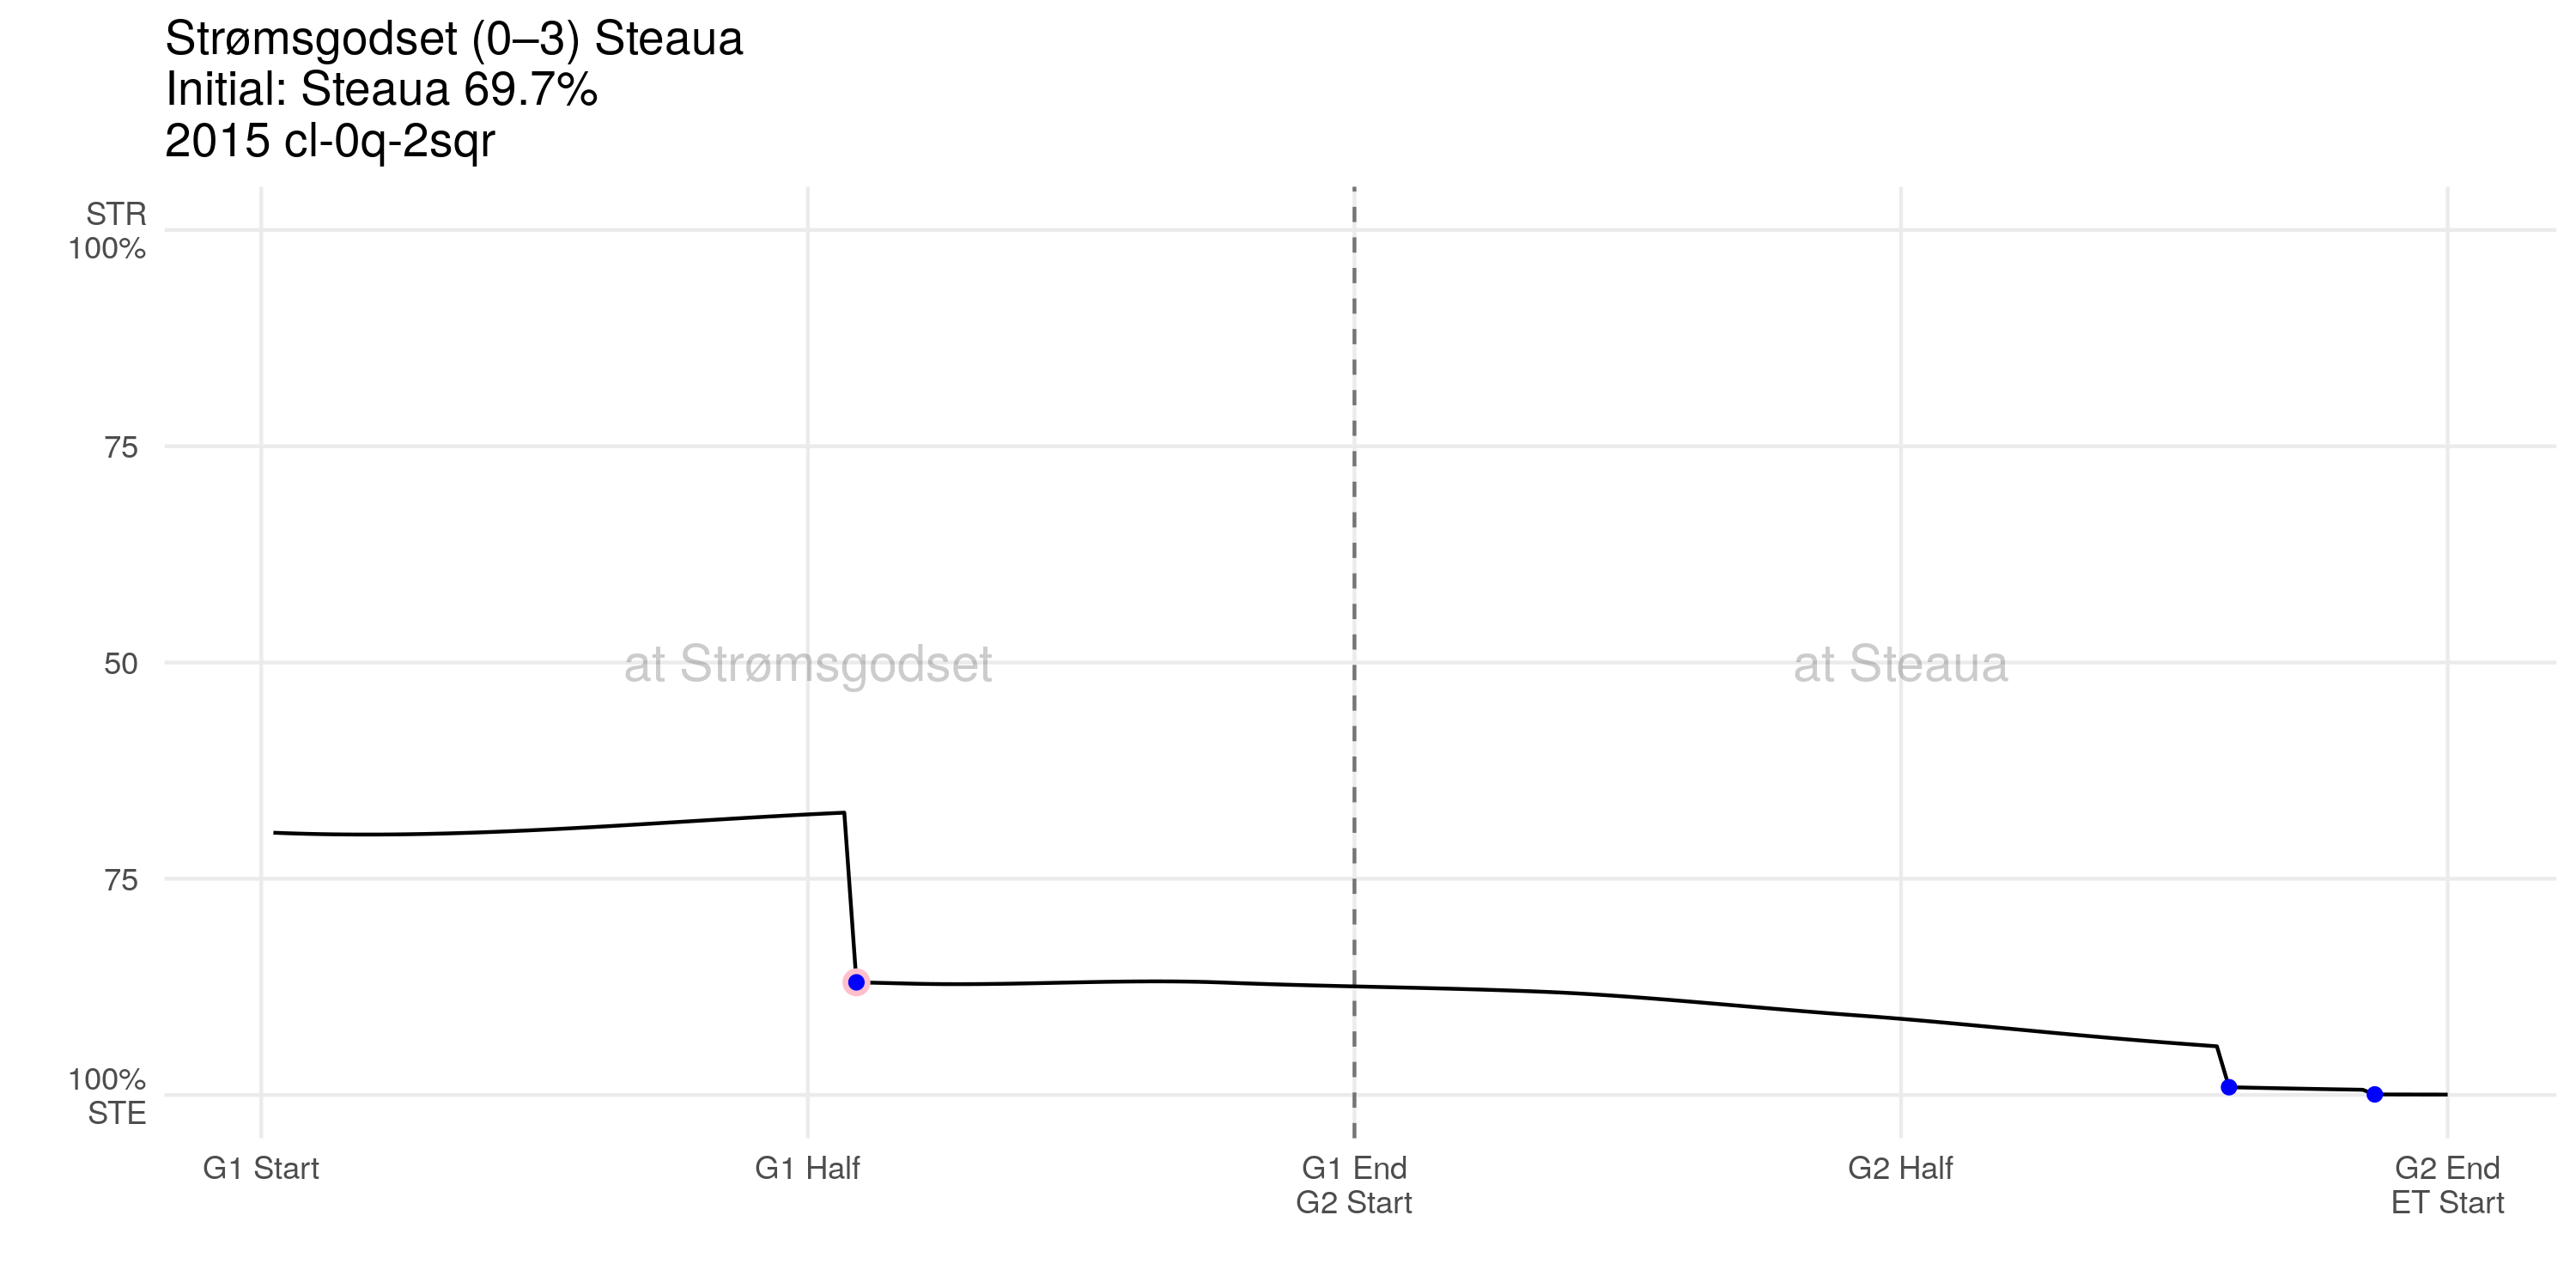 Strømsgodset (0–3) Steaua
Initial: Steaua 69.7%
2015 cl-0q-2sqr
STR
100%
75
50
at Strømsgodset
at Steaua
75
100%
STE
G1 Start
G1 Half
G1 End
G2 Start
G2 Half
G2 End
ET Start